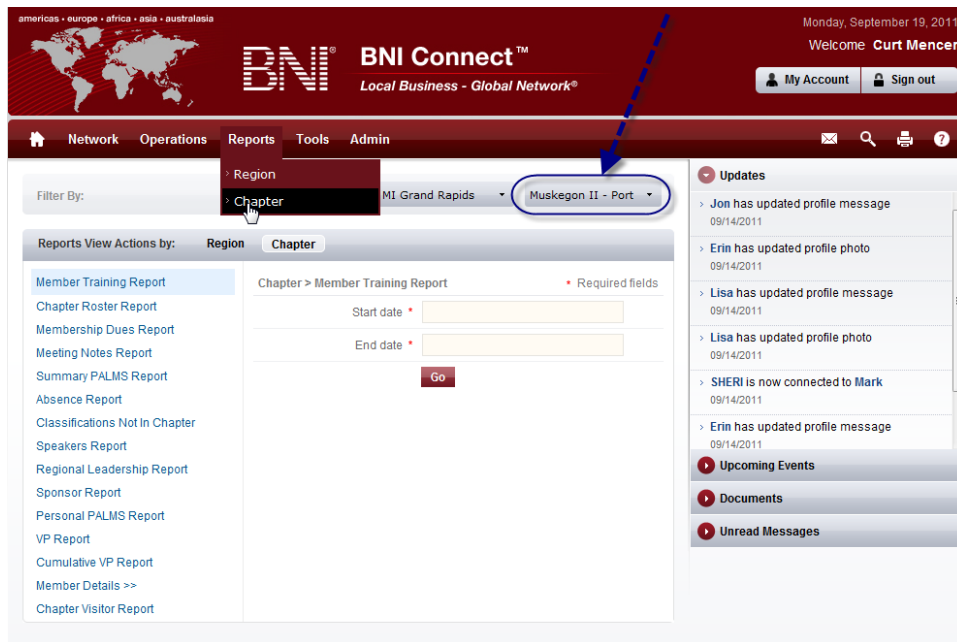 americas • europe • africa • asia • australasia
Monday, September 19, 2011
Welcome Curt Mencer
BNI®
BNI Connect™
Local Business - Global Network®
My Account
Sign out
Network
Operations
Reports
Tools
Admin
Region
Chapter
Filter By:
MI Grand Rapids
Muskegon II - Port
Reports View Actions by:
Region
Chapter
Member Training Report
Chapter Roster Report
Membership Dues Report
Meeting Notes Report
Summary PALMS Report
Absence Report
Classifications Not In Chapter
Speakers Report
Regional Leadership Report
Sponsor Report
Personal PALMS Report
VP Report
Cumulative VP Report
Member Details >>
Chapter Visitor Report
Chapter > Member Training Report
* Required fields
Start date *
End date *
Go
Updates
Jon has updated profile message
09/14/2011
Erin has updated profile photo
09/14/2011
Lisa has updated profile message
09/14/2011
Lisa has updated profile photo
09/14/2011
SHERI is now connected to Mark
09/14/2011
Erin has updated profile message
09/14/2011
Upcoming Events
Documents
Unread Messages